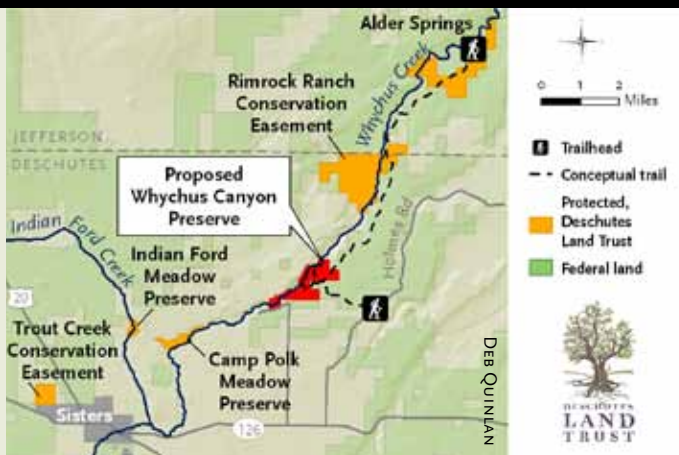 Alder Springs
Rimrock Ranch
Conservation
Easement
Whychus Creek
JEFFERSON
DESCHUTES
Proposed
Whychus Canyon
Preserve
Indian Ford Creek
Holmes Rd
Indian Ford
Meadow
Preserve
20
Trout Creek
Conservation
Easement
Camp Polk
Meadow
Preserve
Sisters
126
0 1 2
Miles
Trailhead
Conceptual trail
Protected,
Deschutes
Land Trust
Federal land
DEB QUINLAN
DESCHUTES
LAND
TRUST